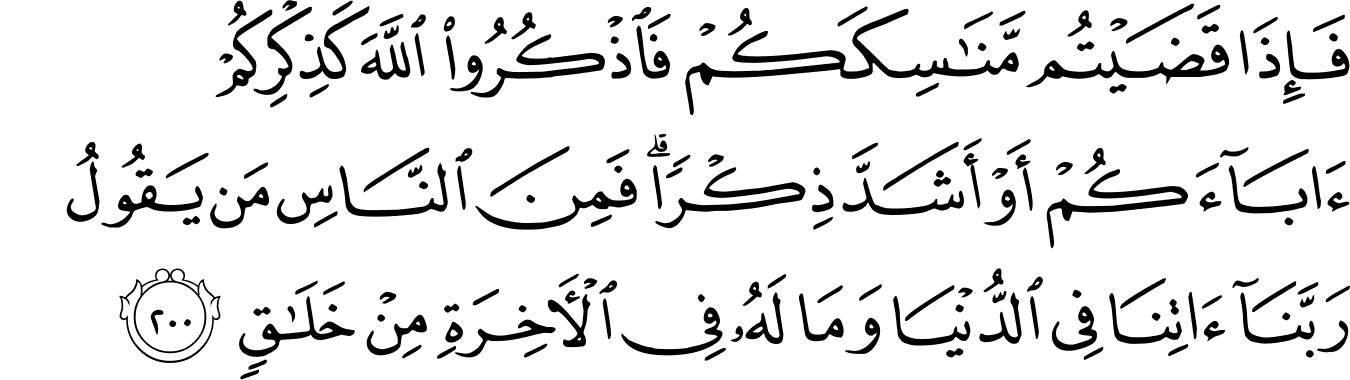 فَإِذَا قَضَيْتُم مَّنَـٰسِكَكُمْ فَٱذْكُرُوا۟ ٱللَّهَ كَذِكْرِكُمْ
ءَابَآءَكُمْ أَوْ أَشَدَّ ذِكْرًا ۗ فَمِنَ ٱلنَّاسِ مَن يَقُولُ
رَبَّنَآ ءَاتِنَا فِى ٱلدُّنْيَا وَمَا لَهُۥ فِى ٱلْـَٔاخِرَةِ مِنْ خَلَـٰقٍ ٢٠٠